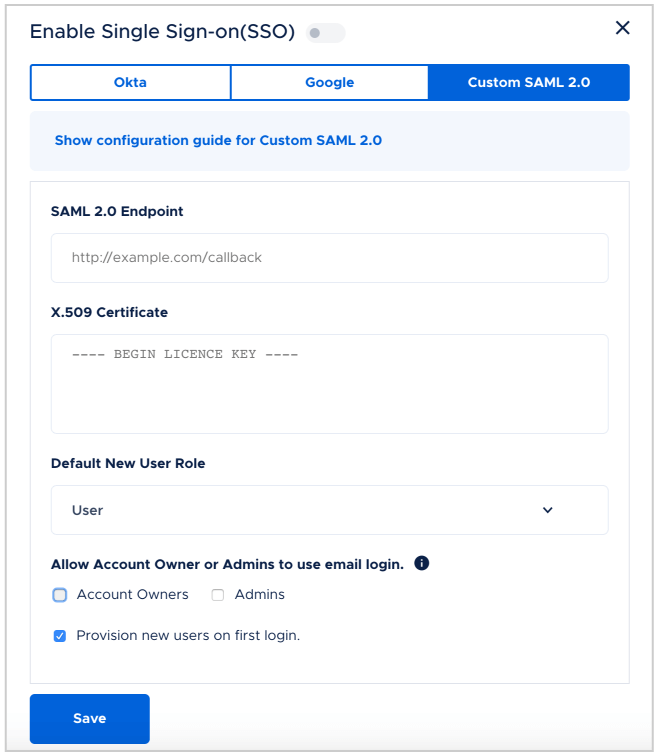 Enable Single Sign-on(SSO)
Okta
Google
Custom SAML 2.0
Show configuration guide for Custom SAML 2.0
SAML 2.0 Endpoint
http://example.com/callback
X.509 Certificate
---- BEGIN LICENCE KEY ----
Default New User Role
User
Allow Account Owner or Admins to use email login.
Account Owners
Admins
Provision new users on first login.
Save